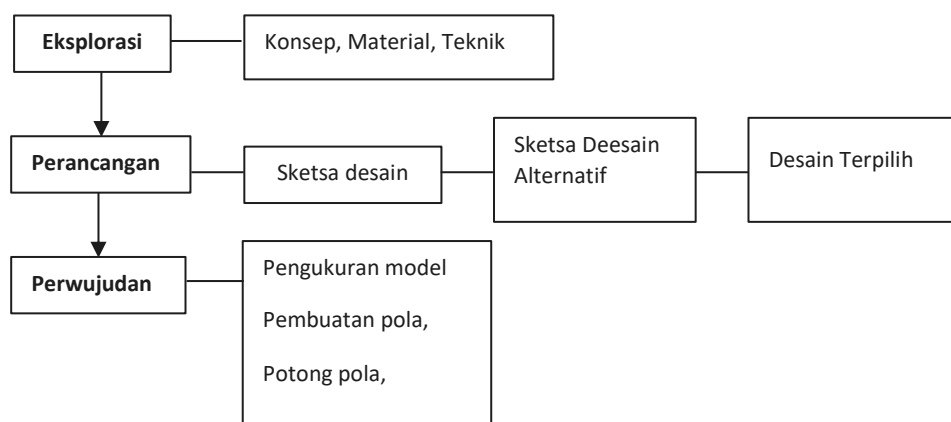 Eksplorasi
Konsep, Material, Teknik
Perancangan
Sketsa desain
Sketsa Deesain
Alternatif
Desain Terpilih
Perwujudan
Pengukuran model
Pembuatan pola,
Potong pola,